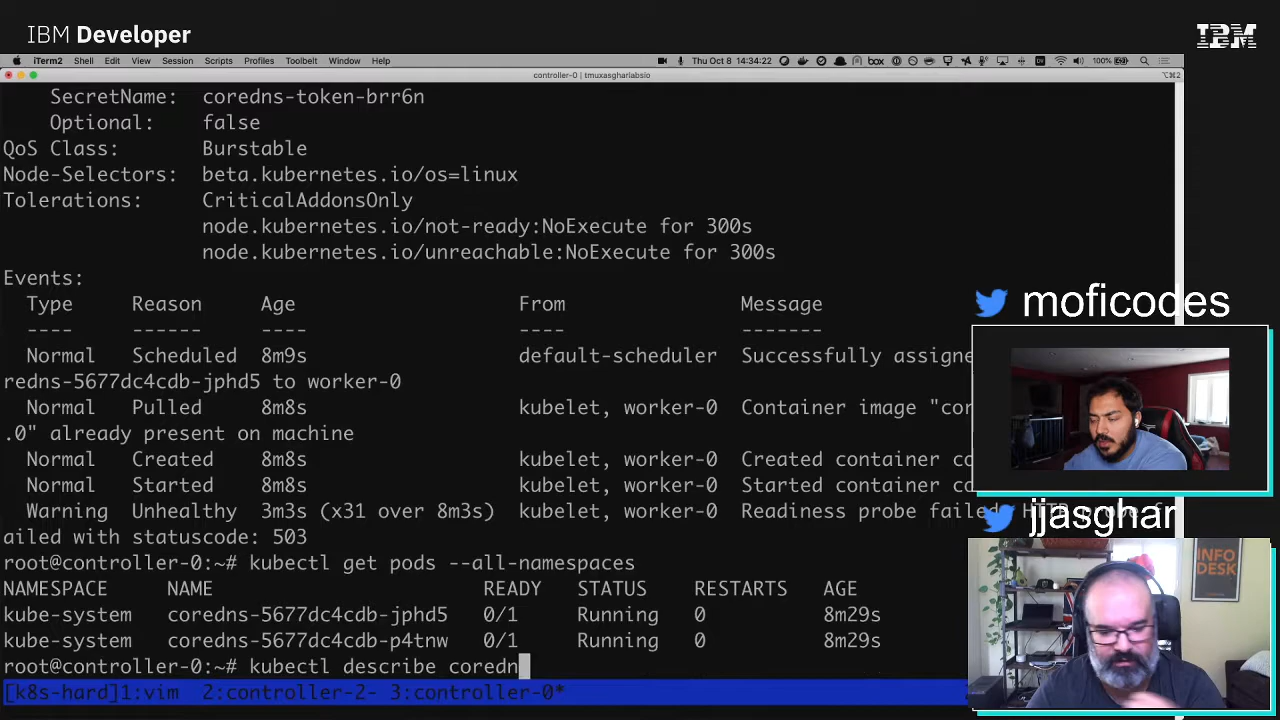 IBM Developer
IBM
iTerm2 Shell Edit View Session Scripts Profiles Toolbelt Window Help
100% Thu Oct 8 14:34:22
controller-0 | tmuxasghariabsio
⌥⌘2
SecretName: coredns-token-brr6n
Optional: false
QoS Class: Burstable
Node-Selectors: beta.kubernetes.io/os=linux
Tolerations: CriticalAddonsOnly
node.kubernetes.io/not-ready:NoExecute for 300s
node.kubernetes.io/unreachable:NoExecute for 300s
Events:
Type Reason Age From Message
---- ------ ---- ---- -------
Normal Scheduled 8m9s default-scheduler Successfully assigne
redns-5677dc4cdb-jphd5 to worker-0
Normal Pulled 8m8s kubelet, worker-0 Container image "cor
.0" already present on machine
Normal Created 8m8s kubelet, worker-0 Created container co
Normal Started 8m8s kubelet, worker-0 Started container co
Warning Unhealthy 3m3s (x31 over 8m3s) kubelet, worker-0 Readiness probe failed: HTTP probe f
ailed with statuscode: 503
root@controller-0:~# kubectl get pods --all-namespaces
NAMESPACE NAME READY STATUS RESTARTS AGE
kube-system coredns-5677dc4cdb-jphd5 0/1 Running 0 8m29s
kube-system coredns-5677dc4cdb-p4tnw 0/1 Running 0 8m29s
root@controller-0:~# kubectl describe coredn
[k8s-hard]1:vim 2:controller-2- 3:controller-0*
moficodes
jjasghar
INFO
DESK